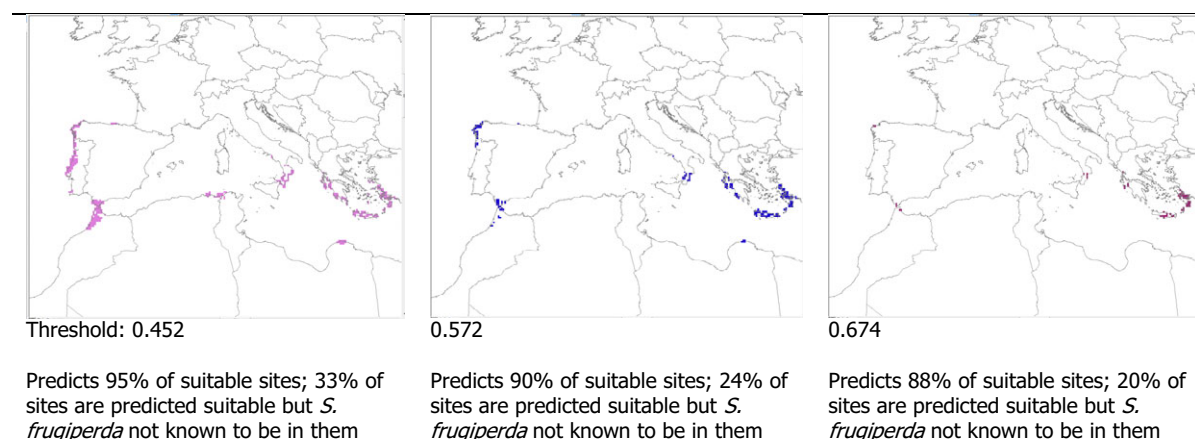 Threshold: 0.452
Predicts 95% of suitable sites; 33% of
sites are predicted suitable but S.
frugiperda not known to be in them
0.572
Predicts 90% of suitable sites; 24% of
sites are predicted suitable but S.
frugiperda not known to be in them
0.674
Predicts 88% of suitable sites; 20% of
sites are predicted suitable but S.
frugiperda not known to be in them